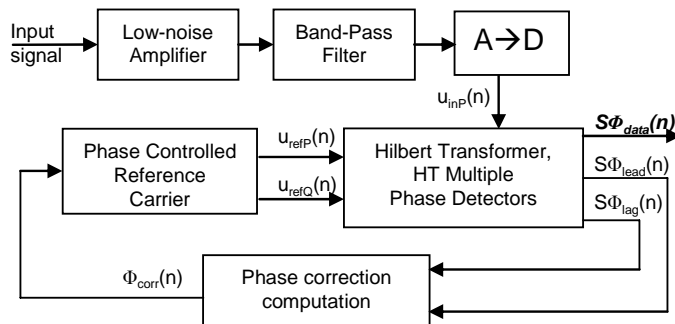 Input
signal
Low-noise
Amplifier
Band-Pass
Filter
A→D
u_inP(n)
Phase Controlled
Reference
Carrier
u_refP(n)
u_refQ(n)
Hilbert Transformer,
HT Multiple
Phase Detectors
SΦ_data(n)
SΦ_lead(n)
SΦ_lag(n)
Φ_corr(n)
Phase correction
computation